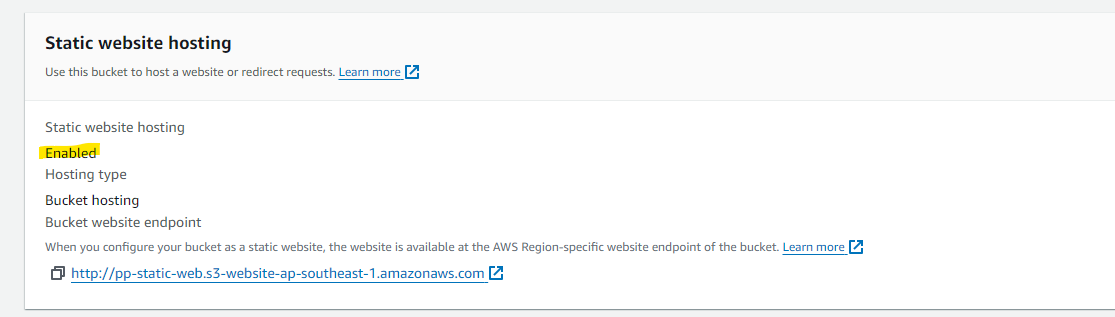 Static website hosting
Use this bucket to host a website or redirect requests. Learn more
Static website hosting
Enabled
Hosting type
Bucket hosting
Bucket website endpoint
When you configure your bucket as a static website, the website is available at the AWS Region-specific website endpoint of the bucket. Learn more
http://pp-static-web.s3-website-ap-southeast-1.amazonaws.com